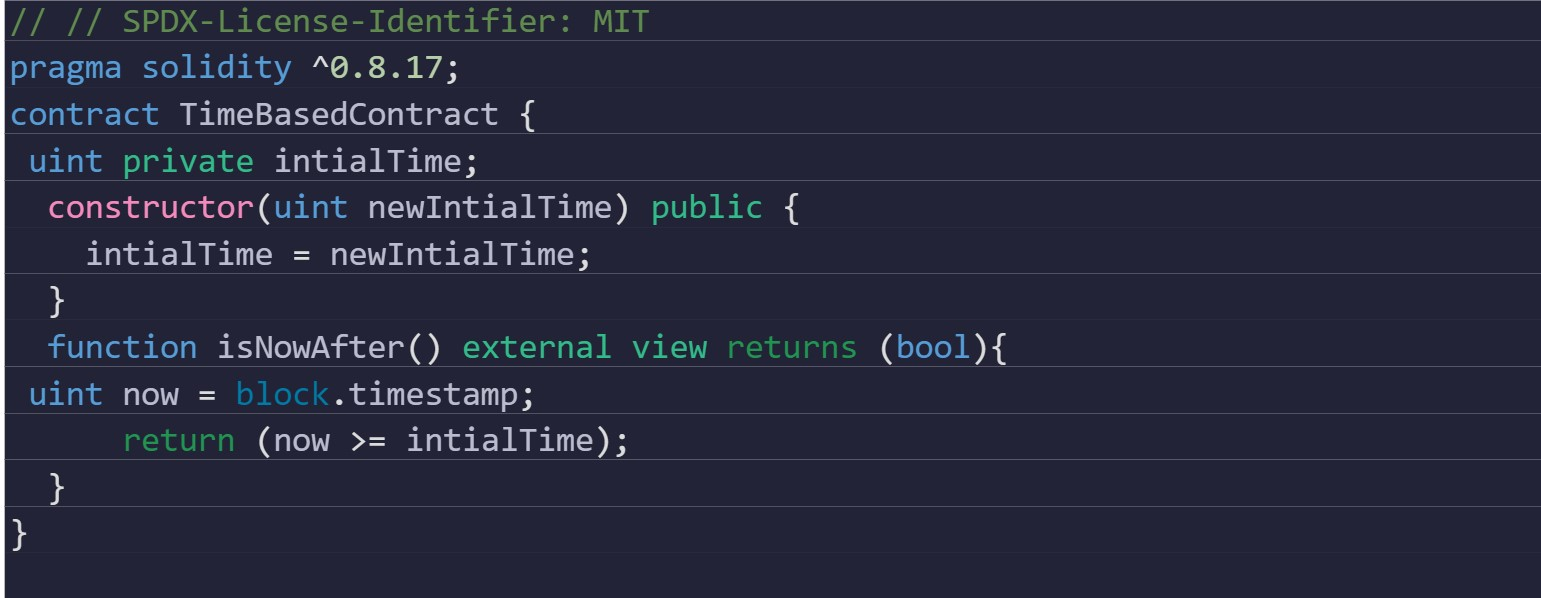 // // SPDX-License-Identifier: MIT
pragma solidity ^0.8.17;
contract TimeBasedContract {
 uint private intialTime;
  constructor(uint newIntialTime) public {
    intialTime = newIntialTime;
  }
  function isNowAfter() external view returns (bool){
 uint now = block.timestamp;
      return (now >= intialTime);
  }
}